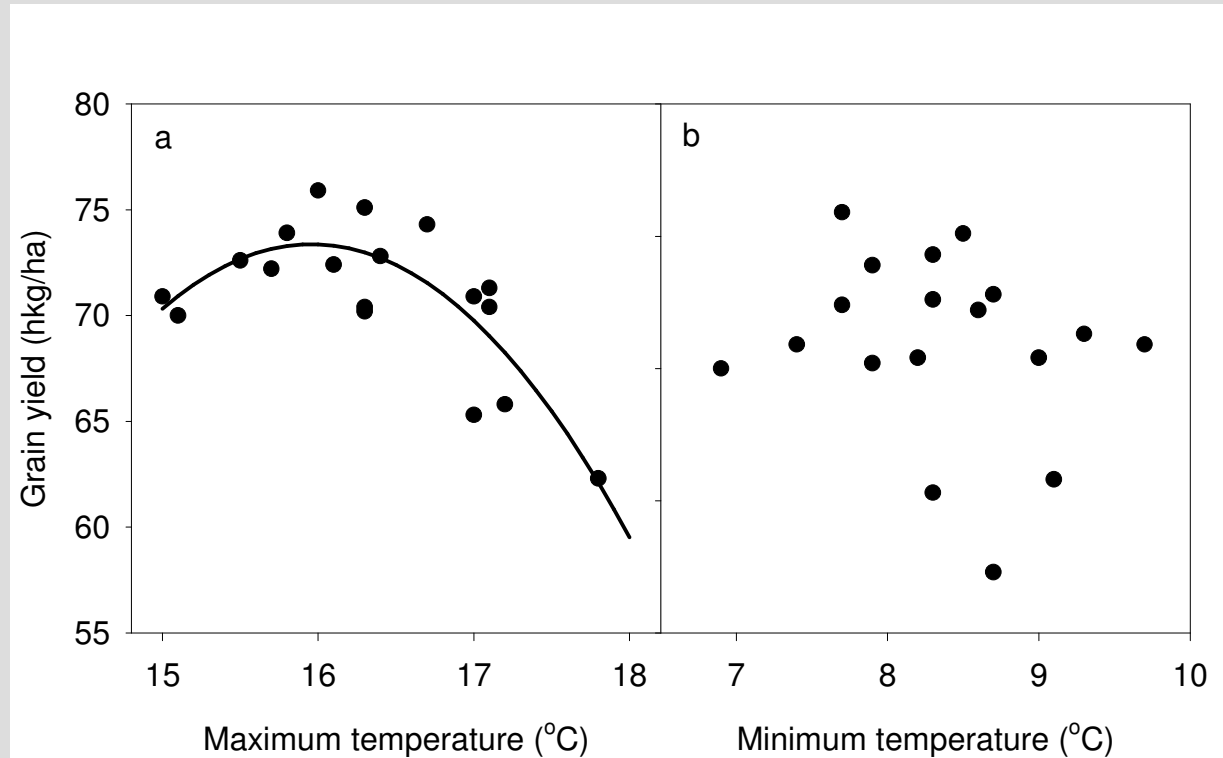 80
75
70
65
60
55
Grain yield (hkg/ha)
a
b
15 16 17 18
7 8 9 10
Maximum temperature (°C)
Minimum temperature (°C)